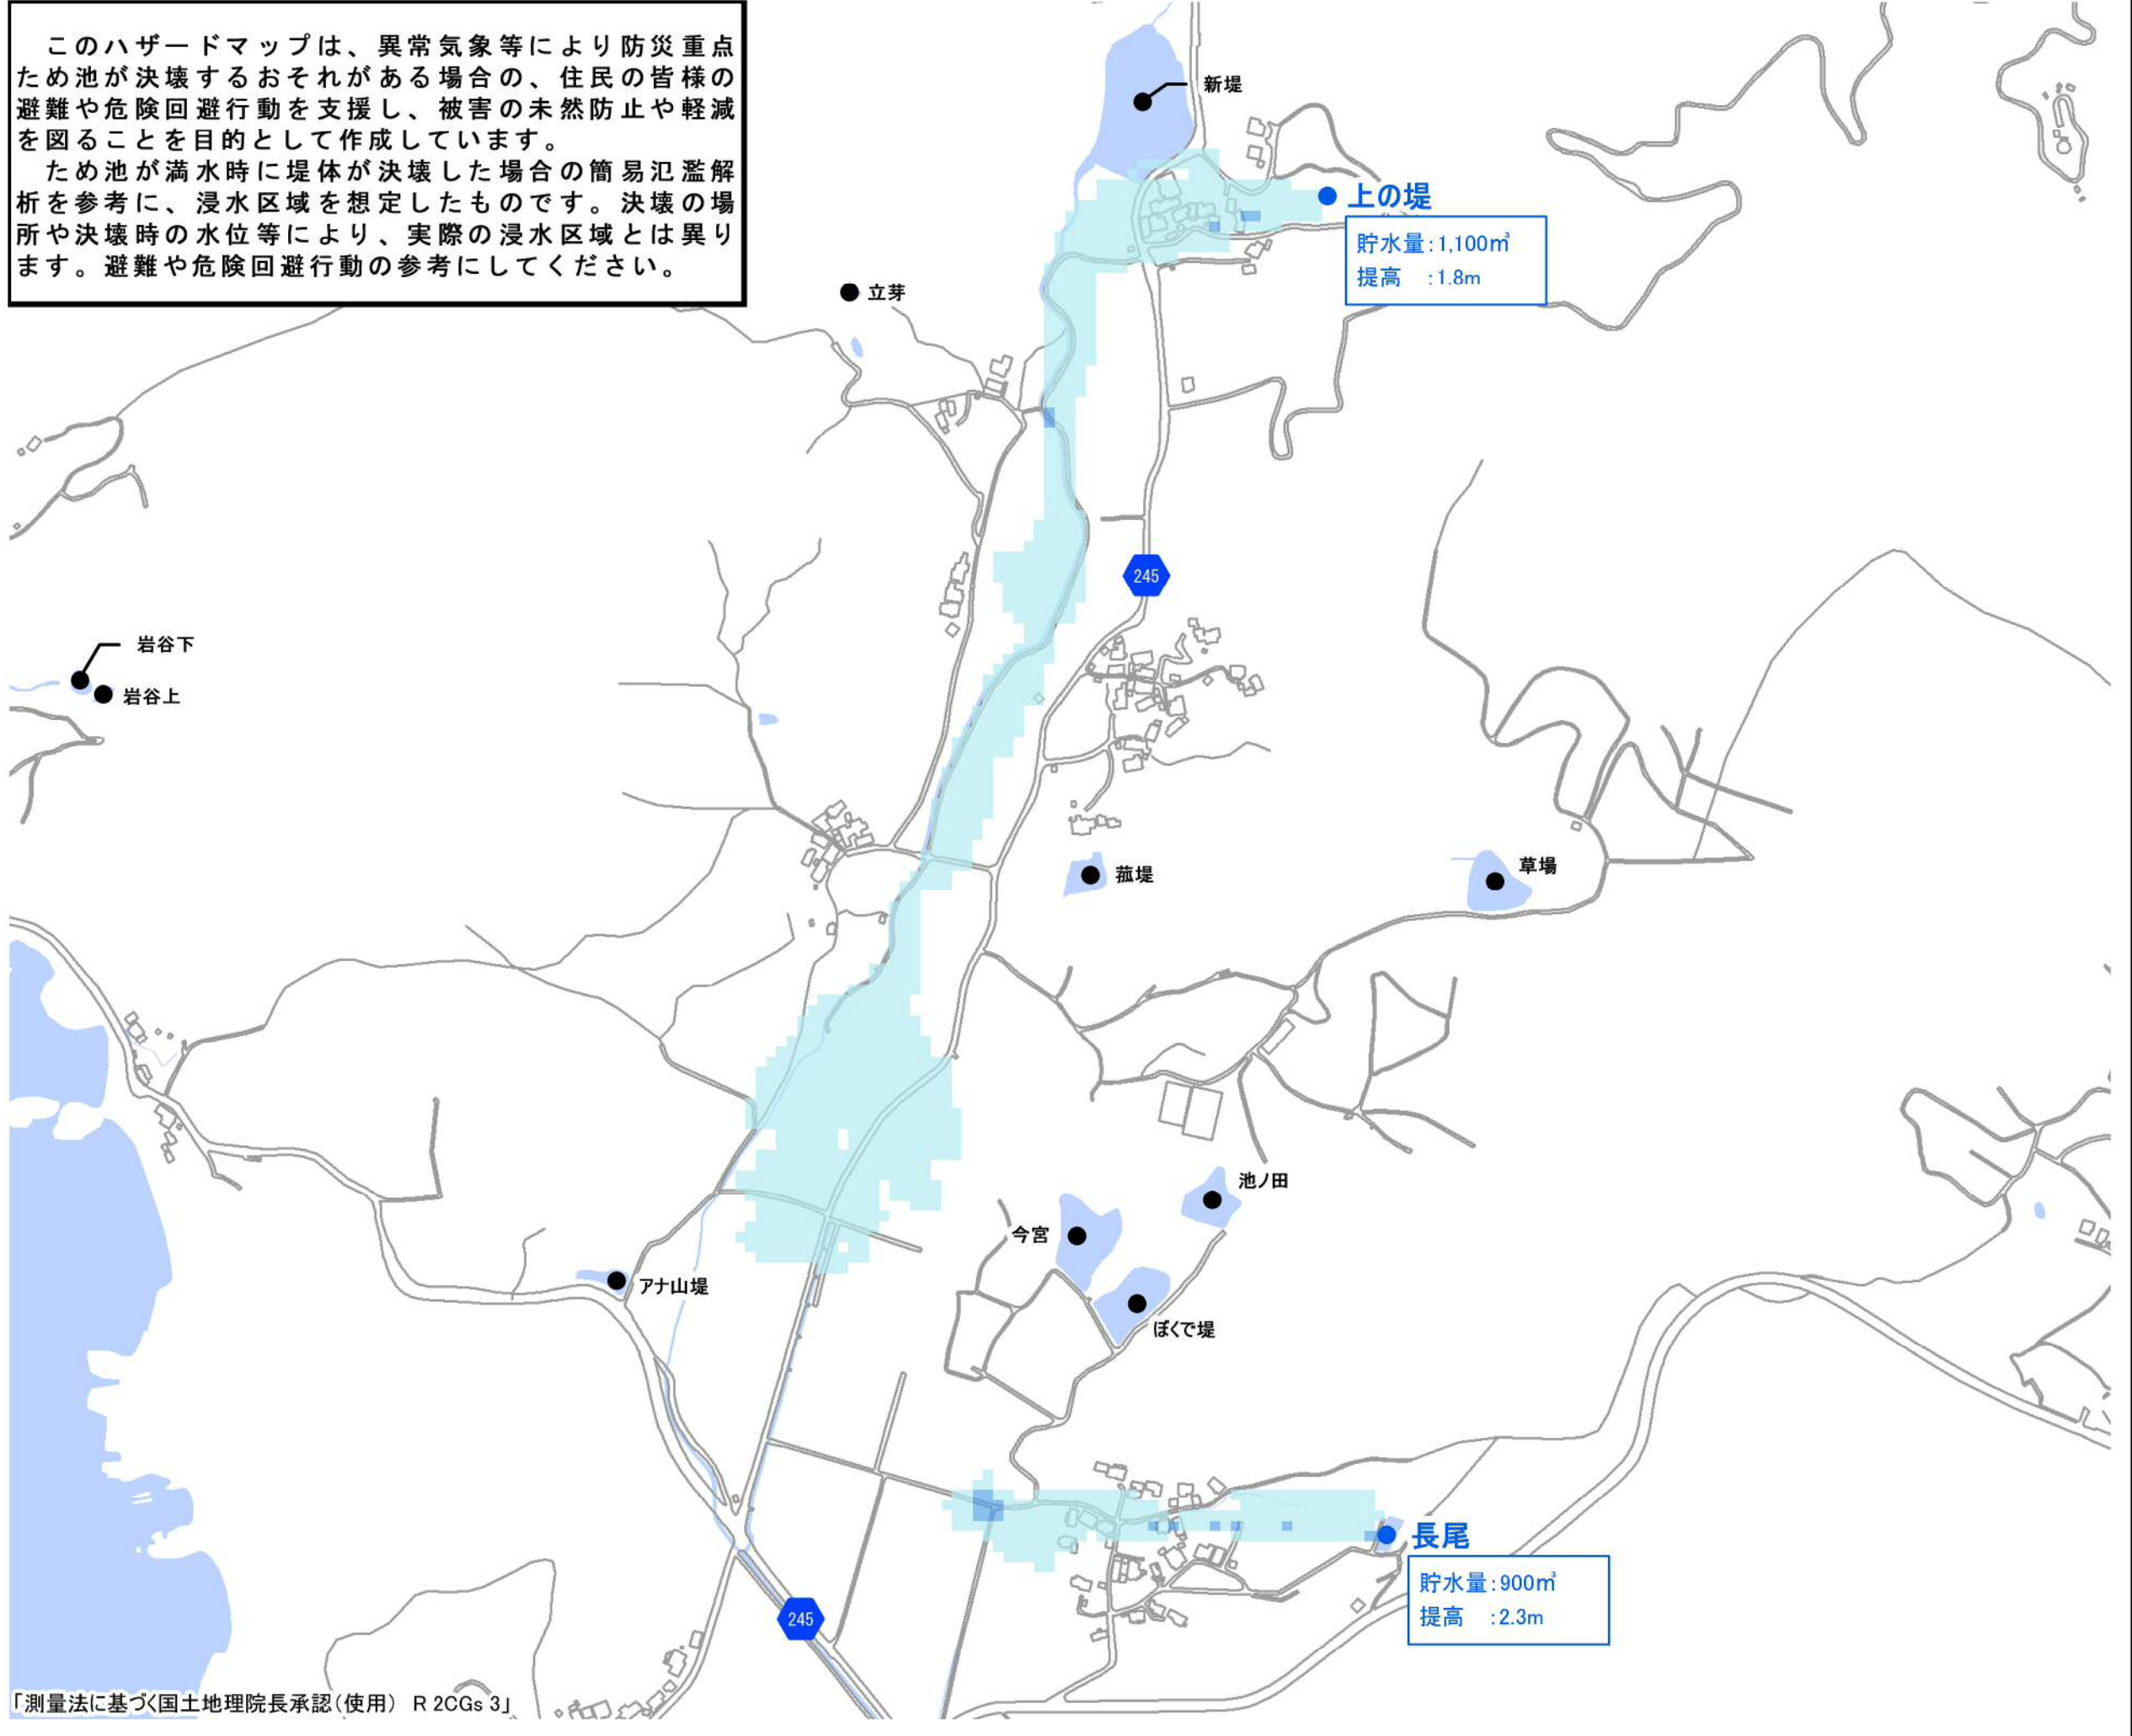 このハザードマップは、異常気象等により防災重点
ため池が決壊するおそれがある場合の、住民の皆様の
避難や危険回避行動を支援し、被害の未然防止や軽減
を図ることを目的として作成しています。
ため池が満水時に堤体が決壊した場合の簡易氾濫解
析を参考に、浸水区域を想定したものです。決壊の場
所や決壊時の水位等により、実際の浸水区域とは異り
ます。避難や危険回避行動の参考にしてください。
新堤
上の堤
貯水量:1,100㎥
提高 :1.8m
立芽
245
岩谷下
岩谷上
菰堤
草場
池ノ田
今宮
アナ山堤
ぼくで堤
長尾
貯水量:900㎥
提高 :2.3m
245
「測量法に基づく国土地理院長承認(使用) R 2CGs 3」